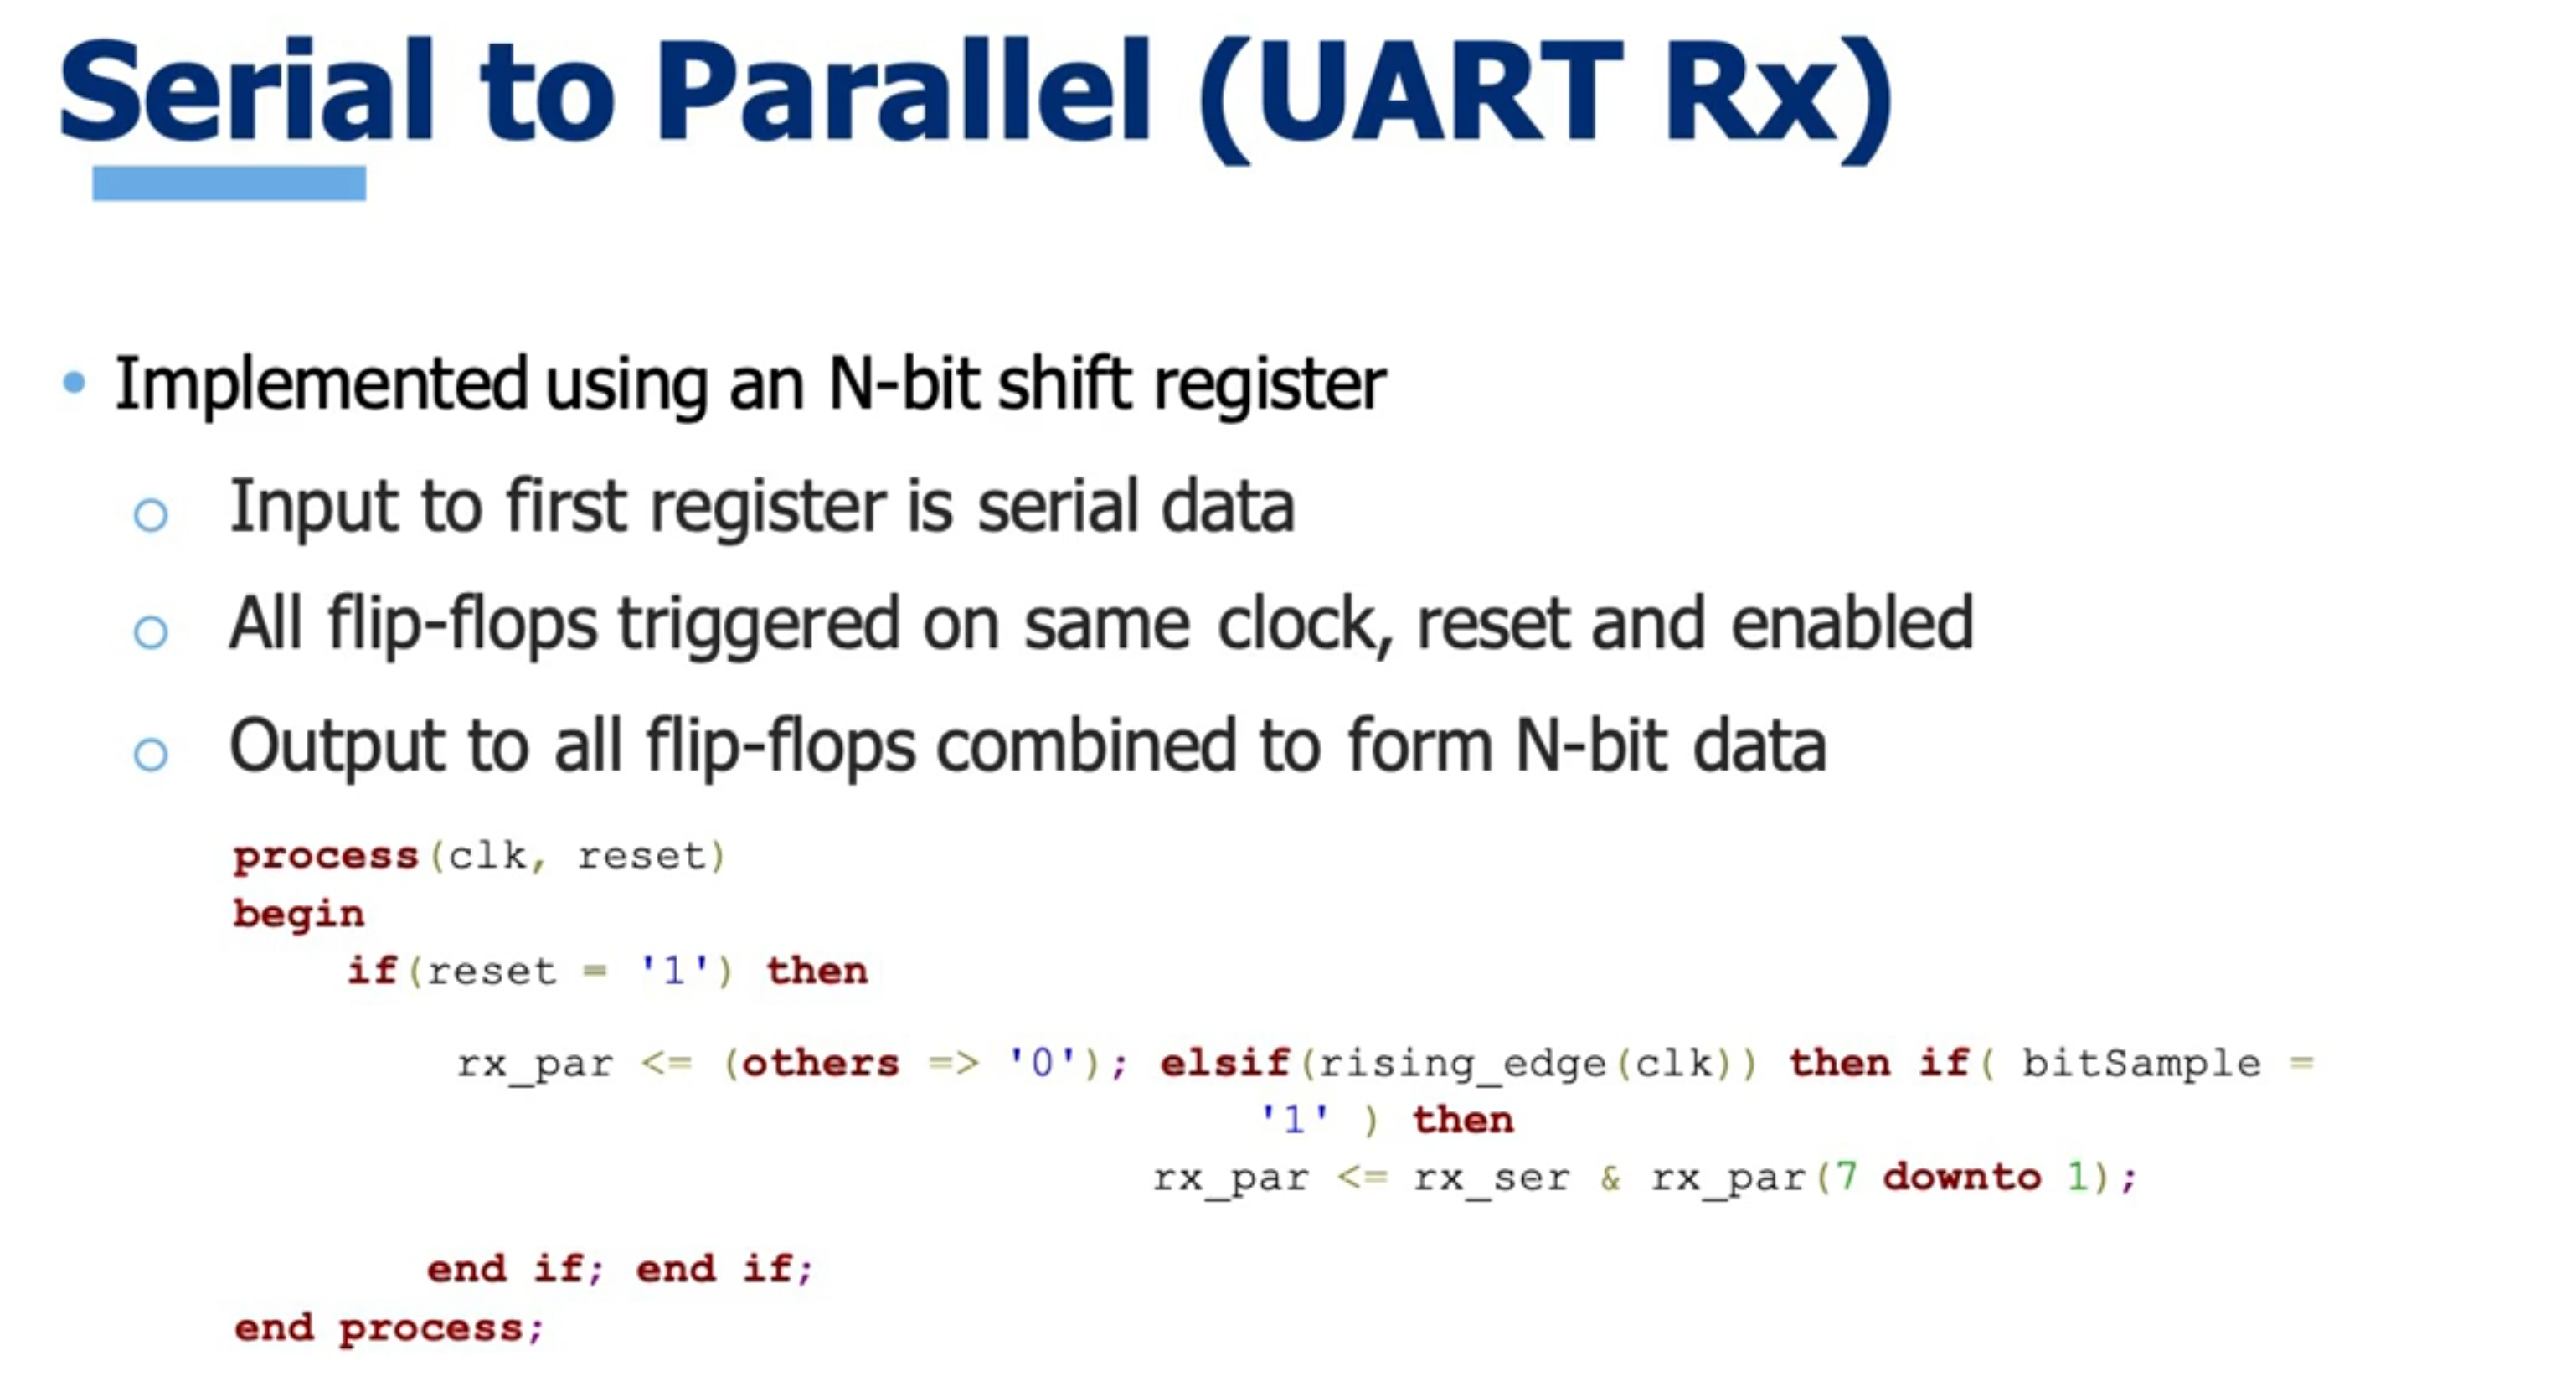 Serial to Parallel (UART Rx)
• Implemented using an N-bit shift register
○ Input to first register is serial data
○ All flip-flops triggered on same clock, reset and enabled
○ Output to all flip-flops combined to form N-bit data
process(clk, reset)
begin
if(reset = '1') then
rx_par <= (others => '0'); elsif(rising_edge(clk)) then if( bitSample =
'1' ) then
rx_par <= rx_ser & rx_par(7 downto 1);
end if; end if;
end process;